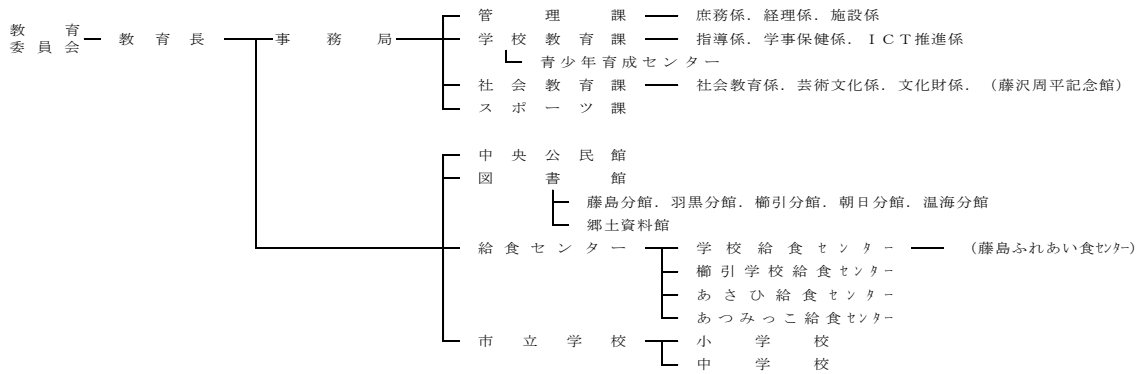 管理課 庶務係．経理係．施設係
教育委員会 教育長 事務局 学校教育課 指導係．学事保健係．ＩＣＴ推進係
青少年育成センター
社会教育課 社会教育係．芸術文化係．文化財係．（藤沢周平記念館）
スポーツ課
中央公民館
図書館
藤島分館．羽黒分館．櫛引分館．朝日分館．温海分館
郷土資料館
給食センター 学校給食センター （藤島ふれあい食センター）
櫛引学校給食センター
あさひ給食センター
あつみっこ給食センター
市立学校 小学校
中学校